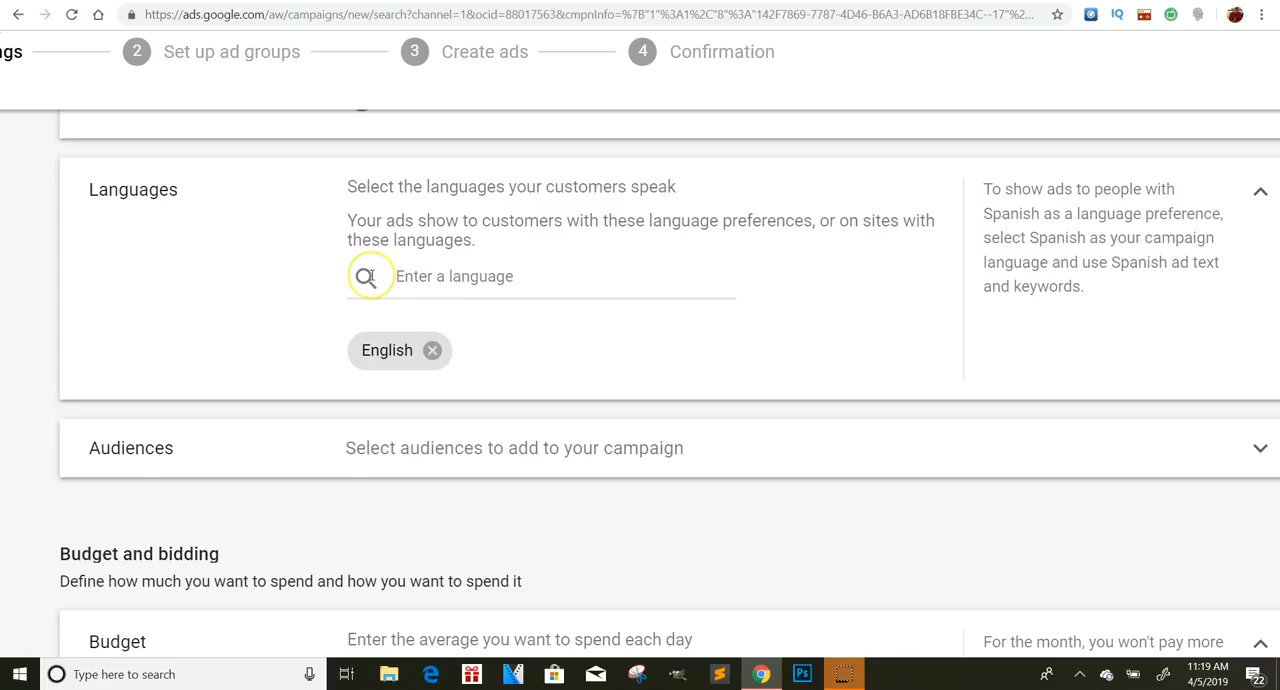 https://ads.google.com/aw/campaigns/new/search?channel=1&ocid=88017563&cmpnInfo=%7B"1"%3A1%2C"8"%3A"142F7869-7787-4D46-B6A3-AD6B18FBE34C--17"%2...
IQ
ngs
2 Set up ad groups
3 Create ads
4 Confirmation
Languages
Select the languages your customers speak
Your ads show to customers with these language preferences, or on sites with
these languages.
Enter a language
English
To show ads to people with
Spanish as a language preference,
select Spanish as your campaign
language and use Spanish ad text
and keywords.
Audiences
Select audiences to add to your campaign
Budget and bidding
Define how much you want to spend and how you want to spend it
Budget
Enter the average you want to spend each day
For the month, you won't pay more
Type here to search
Ps
11:19 AM
4/5/2019
22